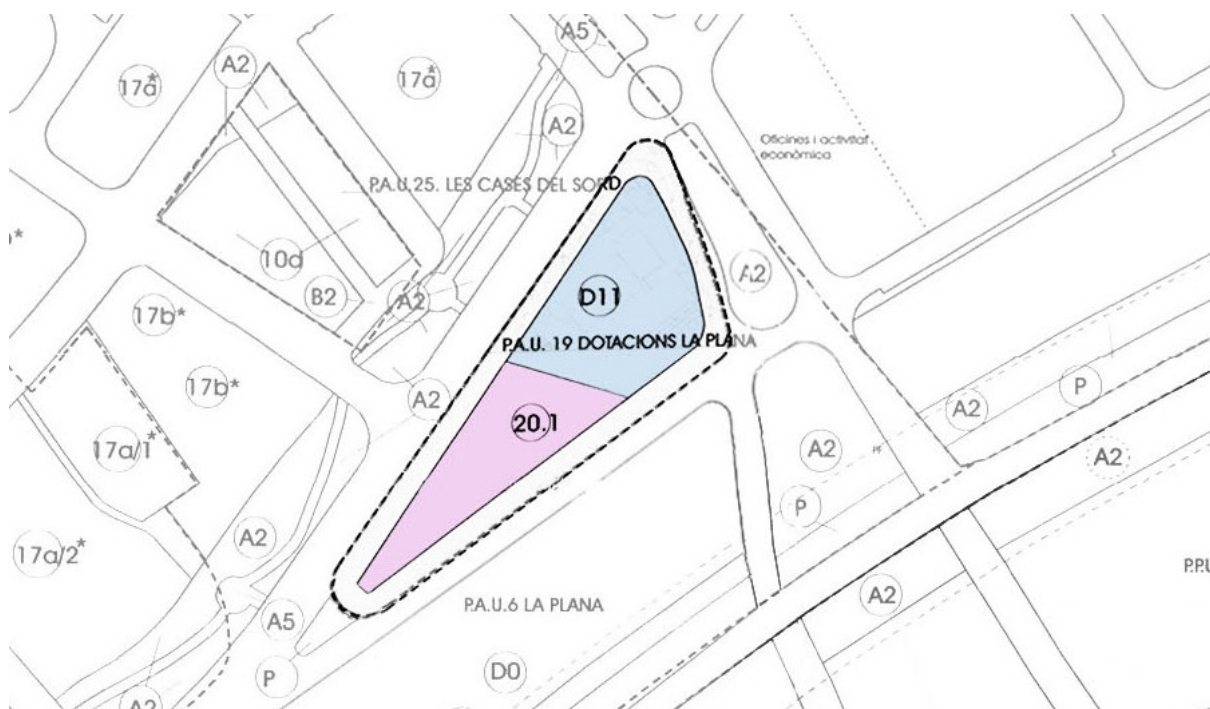 A5
A2
17a*
17a*
A2
Oficines i activitat
econòmica
P.A.U.25. LES CASES DEL SORD
10d
A2
B2
A2
D11
17b*
P.A.U. 19 DOTACIONS LA PLANA
17b*
P
A2
A2
20.1
17a/1*
A2
A2
P
A2
17a/2*
P.P.U
A2
P.A.U.6 LA PLANA
A5
D0
P
A2